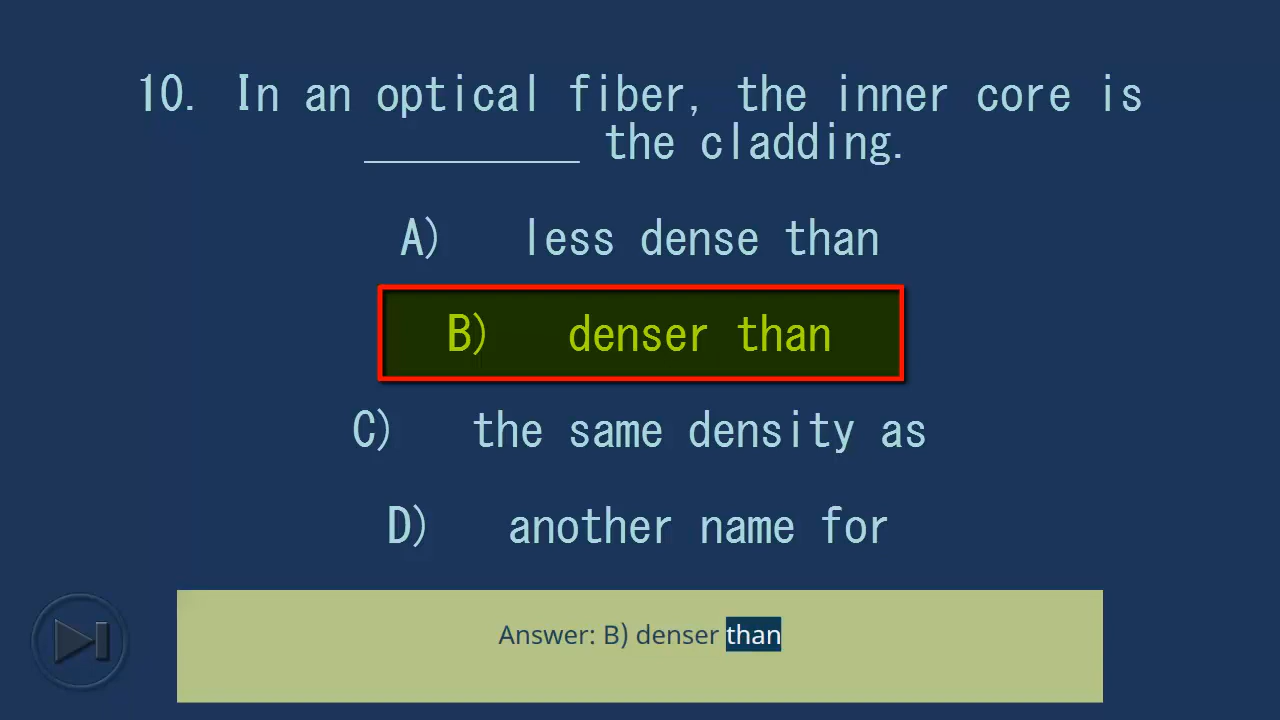 10. In an optical fiber, the inner core is
_________ the cladding.
A) less dense than
B) denser than
C) the same density as
D) another name for
Answer: B) denser than